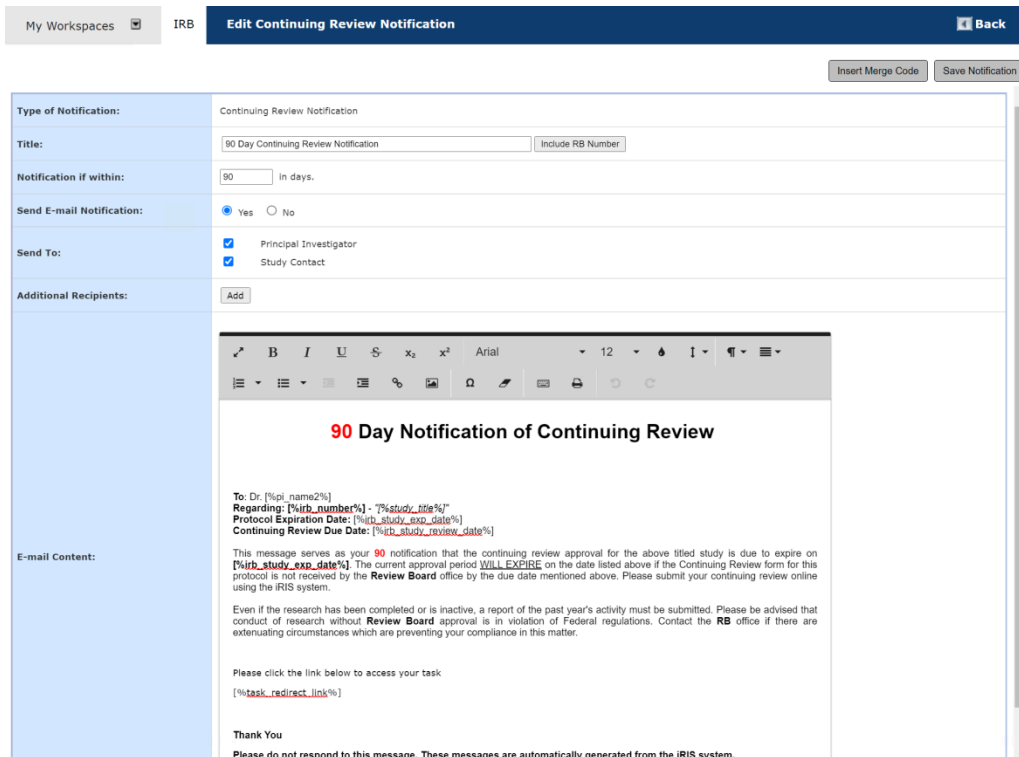 My Workspaces IRB Edit Continuing Review Notification Back
Insert Merge Code Save Notification
Type of Notification: Continuing Review Notification
Title: 90 Day Continuing Review Notification Include RB Number
Notification if within: 90 in days.
Send E-mail Notification: Yes No
Send To:
Principal Investigator
Study Contact
Additional Recipients: Add
B I U S x₂ x² Arial 12
Ω
90 Day Notification of Continuing Review
To: Dr. [%pi_name2%]
Regarding: [%irb_number%] - "[%study_title%]"
Protocol Expiration Date: [%irb_study_exp_date%]
Continuing Review Due Date: [%irb_study_review_date%]
E-mail Content:
This message serves as your 90 notification that the continuing review approval for the above titled study is due to expire on
[%irb_study_exp_date%]. The current approval period WILL EXPIRE on the date listed above if the Continuing Review form for this
protocol is not received by the Review Board office by the due date mentioned above. Please submit your continuing review online
using the iRIS system.
Even if the research has been completed or is inactive, a report of the past year's activity must be submitted. Please be advised that
conduct of research without Review Board approval is in violation of Federal regulations. Contact the RB office if there are
extenuating circumstances which are preventing your compliance in this matter.
Please click the link below to access your task
[%task_redirect_link%]
Thank You
Please do not respond to this message. These messages are automatically generated from the iRIS system.